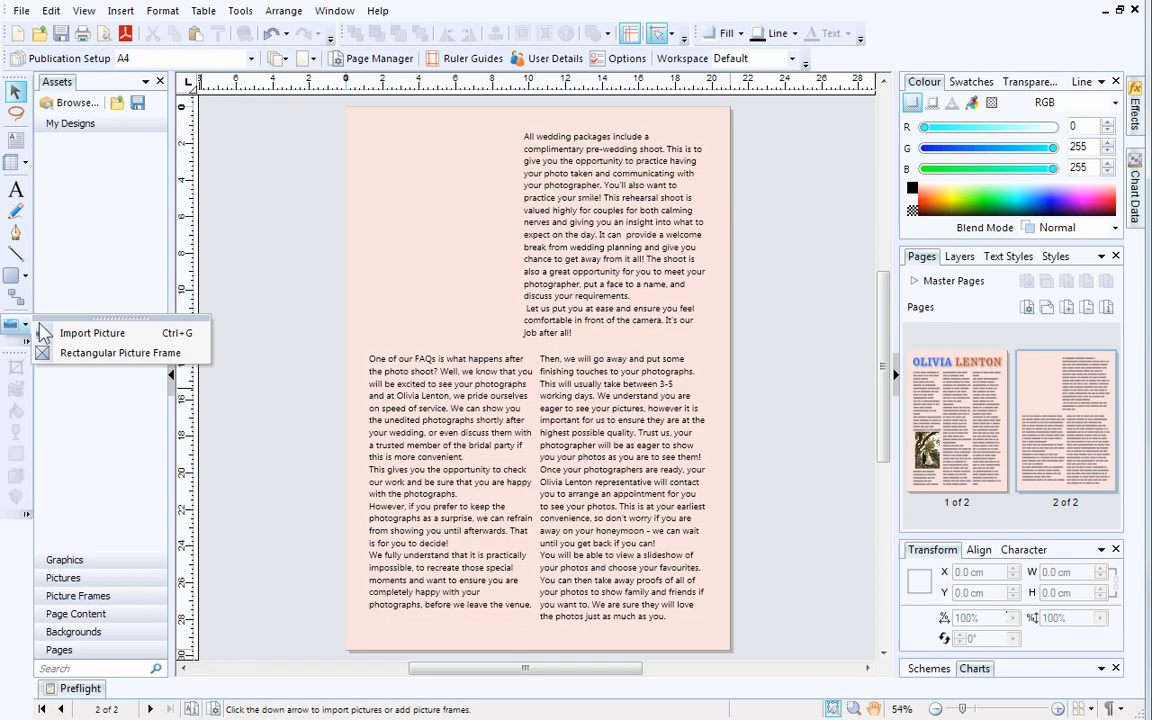 File Edit Insert Format Table Tools Arrange Window Help
Fill Line Text
Publication Setup A4 Page Manager Ruler Guides User Details Options Workspace Default
Assets
Browse...
My Designs
Import Picture Ctrl+G
Rectangular Picture Frame
Graphics
Pictures
Picture Frames
Page Content
Backgrounds
Pages
Search
6 4 2 0 2 4 6 8 10 12 14 16 18 20 22 24 26 28
All wedding packages include a
complimentary pre-wedding shoot. This is to
give you the opportunity to practice having
your photo taken and communicating with
your photographer. You'll also want to
practice your smile! This rehearsal shoot is
valued highly for couples for both calming
nerves and giving you an insight into what to
expect on the day. It can provide a welcome
break from wedding planning and give you
chance to get away from it all! The shoot is
also a great opportunity for you to meet your
photographer, put a face to a name, and
discuss your requirements.
Let us put you at ease and ensure you feel
comfortable in front of the camera. It's our
job after all!
One of our FAQs is what happens after
the photo shoot? Well, we know that you
will be excited to see your photographs
and at Olivia Lenton, we pride ourselves
on speed of service. We can show you
the unedited photographs shortly after
your wedding, or even discuss them with
a trusted member of the bridal party if
this is more convenient.
This gives you the opportunity to check
our work and be sure that you are happy
with the photographs.
However, if you prefer to keep the
photographs as a surprise, we can refrain
from showing you until afterwards. That
is for you to decide!
We fully understand that it is practically
impossible, to recreate those special
moments and want to ensure you are
completely happy with your
photographs, before we leave the venue.
Then, we will go away and put some
finishing touches to your photographs.
This will usually take between 3-5
working days. We understand you are
eager to see your pictures, however it is
important for us to ensure they are at the
highest possible quality. Trust us, your
photographer will be as eager to show
you your photos as you are to see them!
Once your photographers are ready, your
Olivia Lenton representative will contact
you to arrange an appointment for you
to see your photos. This is at your earliest
convenience, so don't worry if you are
away on your honeymoon - we can wait
until you get back if you can!
You will be able to view a slideshow of
your photos and choose your favourites.
You can then take away proofs of all of
your photos to show family and friends if
you want to. We are sure they will love
the photos just as much as you.
Colour Swatches Transpare... Line
RGB
R 0
G 255
B 255
Blend Mode Normal
Effects
Chart Data
Pages Layers Text Styles Styles
Master Pages
Pages
OLIVIA LENTON
1 of 2 2 of 2
Transform Align Character
X 0.0 cm W 0.0 cm
Y 0.0 cm H 0.0 cm
100% 100%
0°
Schemes Charts
Preflight
2 of 2 Click the down arrow to import pictures or add picture frames. 54%